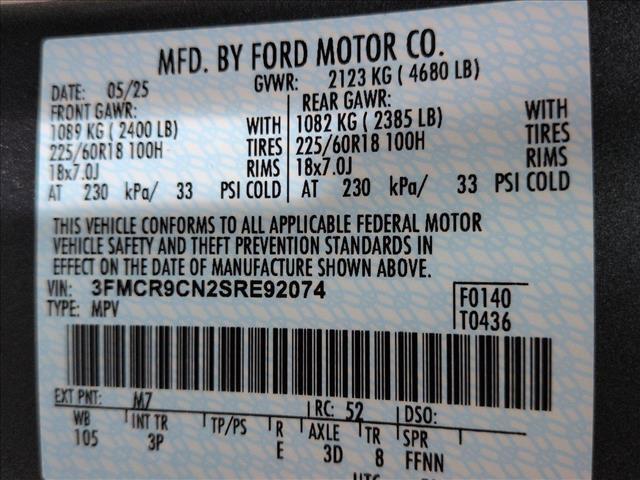 MFD. BY FORD MOTOR CO.
DATE: 05/25 GVWR: 2123 KG ( 4680 LB)
FRONT GAWR: REAR GAWR:
1089 KG ( 2400 LB) WITH 1082 KG ( 2385 LB) WITH
225/60R18 100H TIRES 225/60R18 100H TIRES
18x7.0J RIMS 18x7.0J RIMS
AT 230 kPa/ 33 PSI COLD AT 230 kPa/ 33 PSI COLD
THIS VEHICLE CONFORMS TO ALL APPLICABLE FEDERAL MOTOR
VEHICLE SAFETY AND THEFT PREVENTION STANDARDS IN
EFFECT ON THE DATE OF MANUFACTURE SHOWN ABOVE.
VIN: 3FMCR9CN2SRE92074 F0140
TYPE: MPV T0436
EXT PNT: M7 RC: 52 DSO:
WB INT TR TP/PS R AXLE TR SPR
105 3P E 3D 8 FFNN